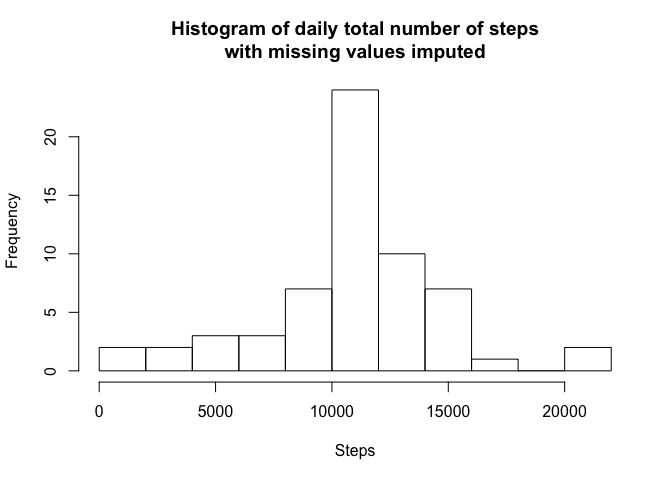 Histogram of daily total number of steps
with missing values imputed
20
15
10
5
0
Frequency
0 5000 10000 15000 20000
Steps